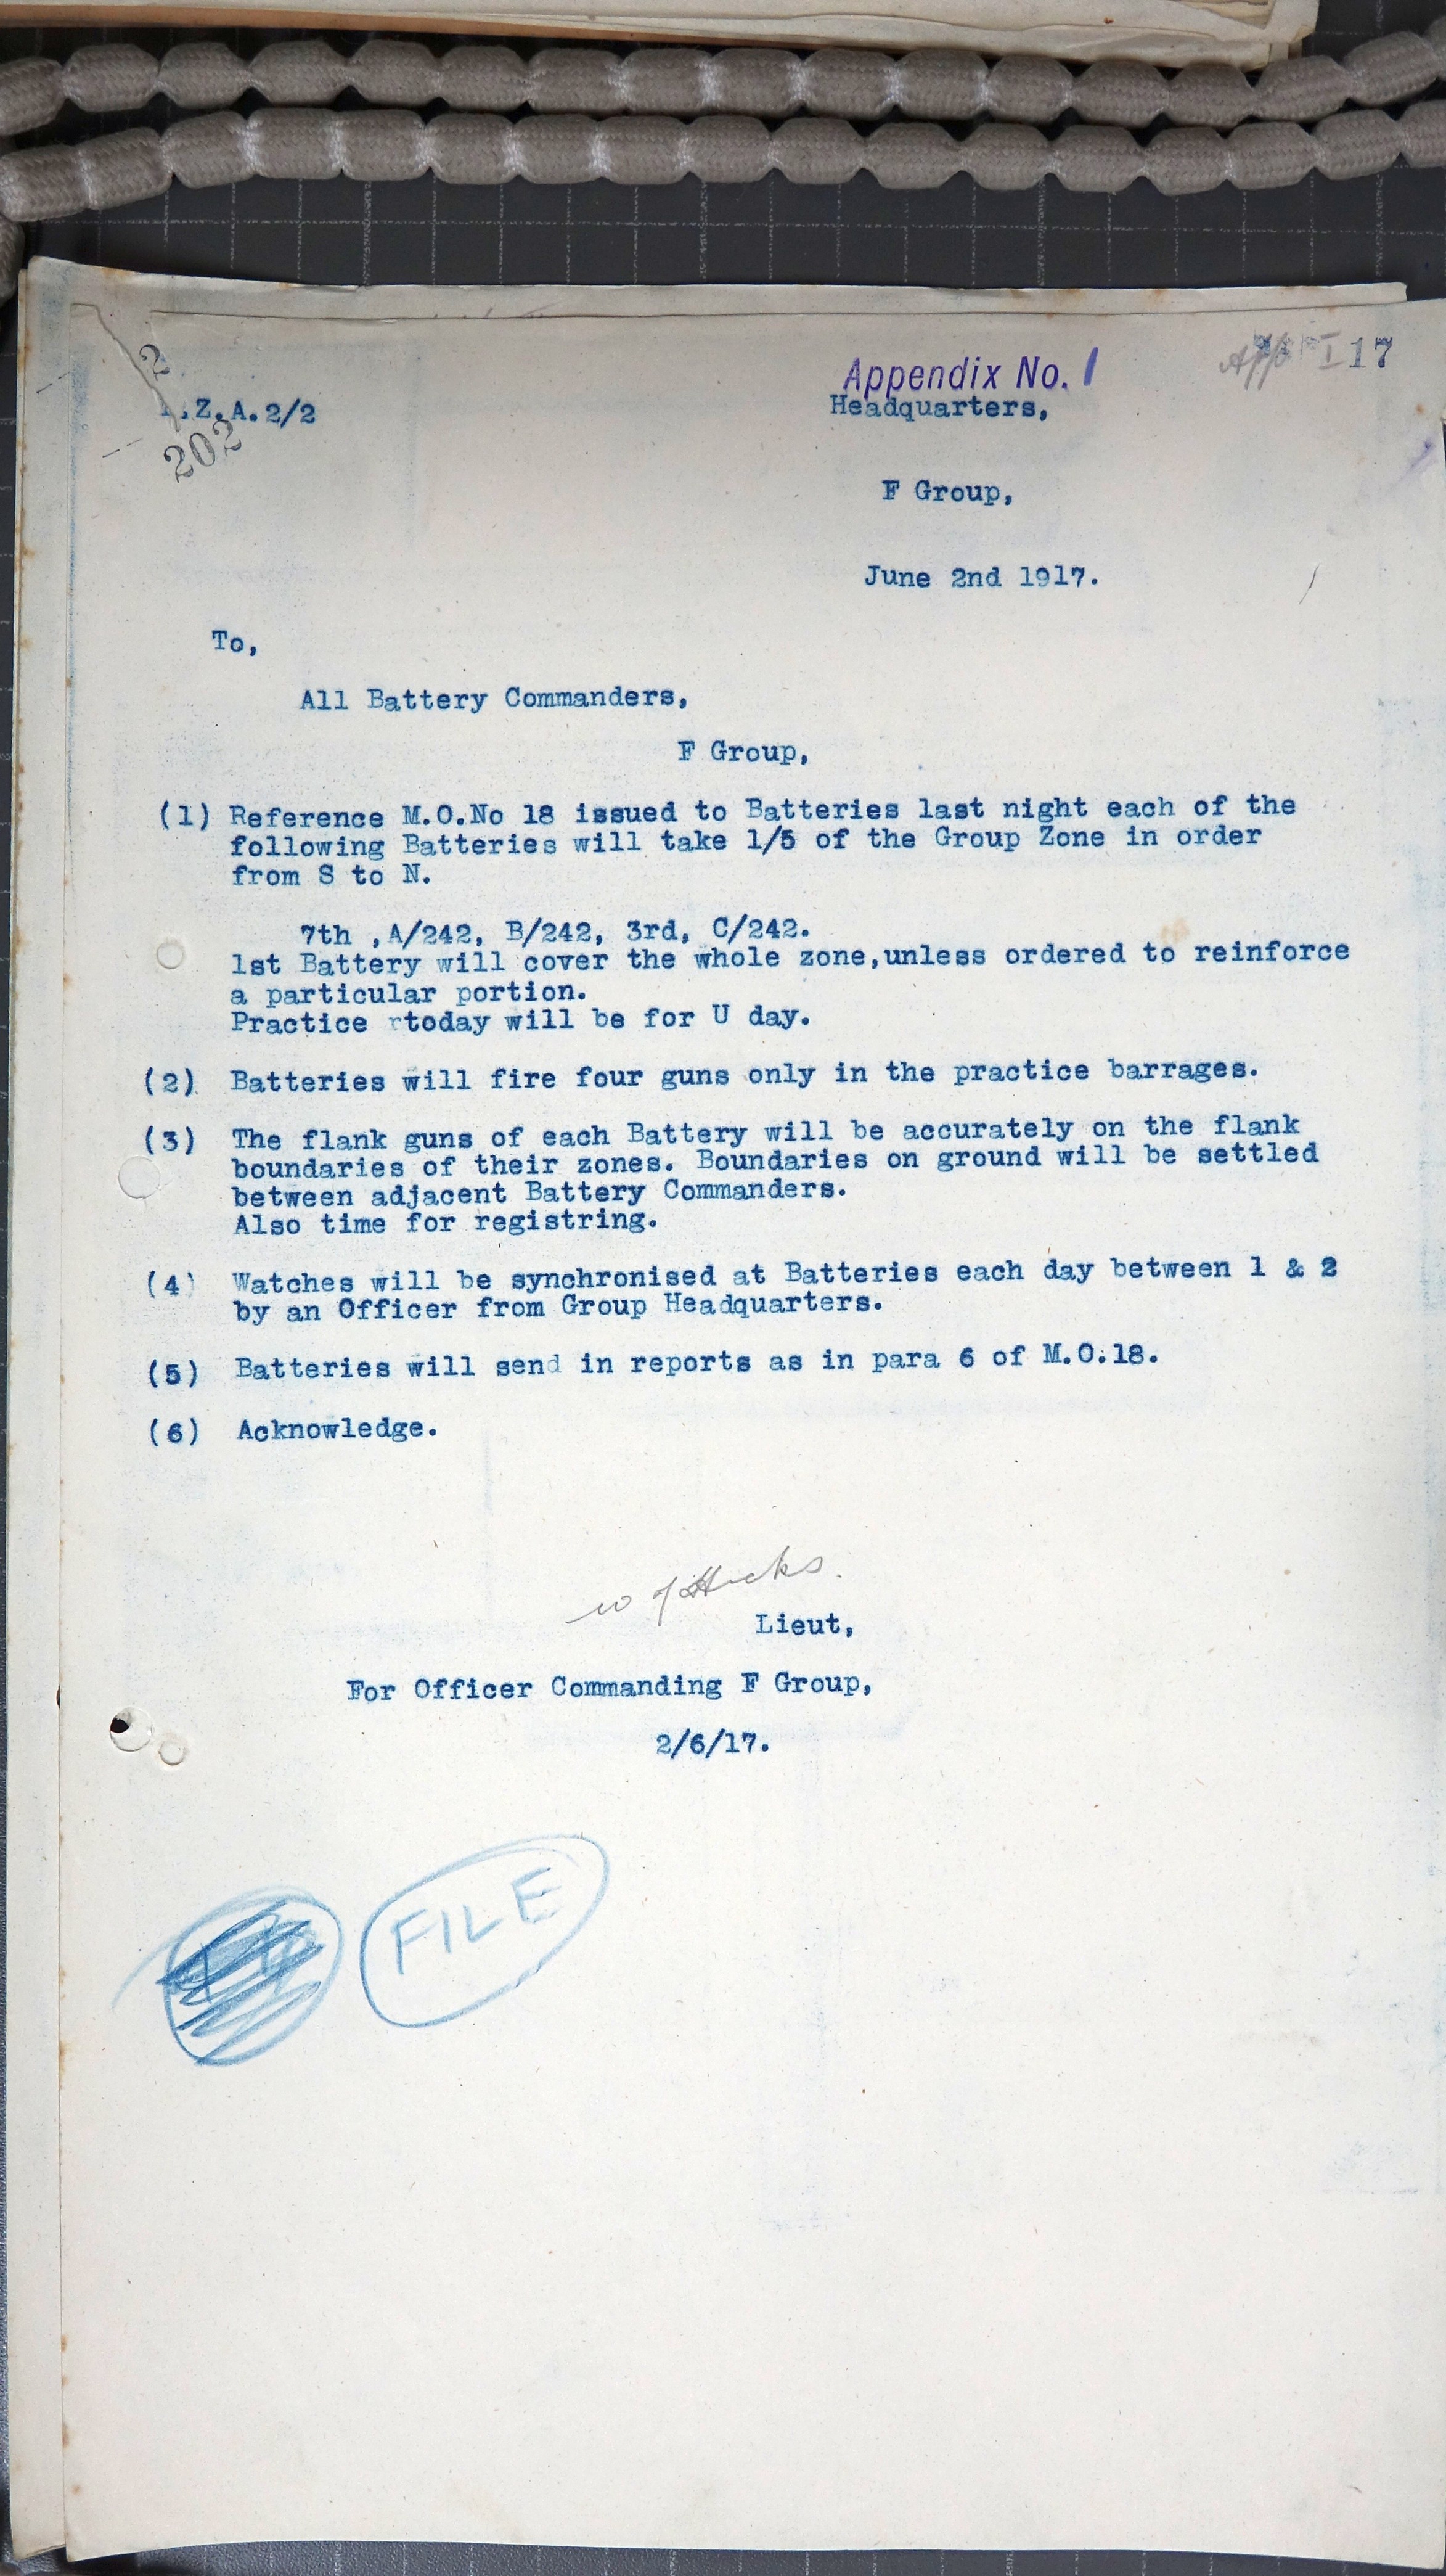 Appendix No. 1
17
Z.A.2/2
202
Headquarters,
F Group,
June 2nd 1917.
To,
All Battery Commanders,
F Group,
(1) Reference M.O.No 18 issued to Batteries last night each of the
following Batteries will take 1/5 of the Group Zone in order
from S to N.
7th ,A/242, B/242, 3rd, C/242.
1st Battery will cover the whole zone,unless ordered to reinforce
a particular portion.
Practice rtoday will be for U day.
(2) Batteries will fire four guns only in the practice barrages.
(3) The flank guns of each Battery will be accurately on the flank
boundaries of their zones. Boundaries on ground will be settled
between adjacent Battery Commanders.
Also time for registring.
(4) Watches will be synchronised at Batteries each day between 1 & 2
by an Officer from Group Headquarters.
(5) Batteries will send in reports as in para 6 of M.O.18.
(6) Acknowledge.
Hicks.
Lieut,
For Officer Commanding F Group,
2/6/17.
FILE